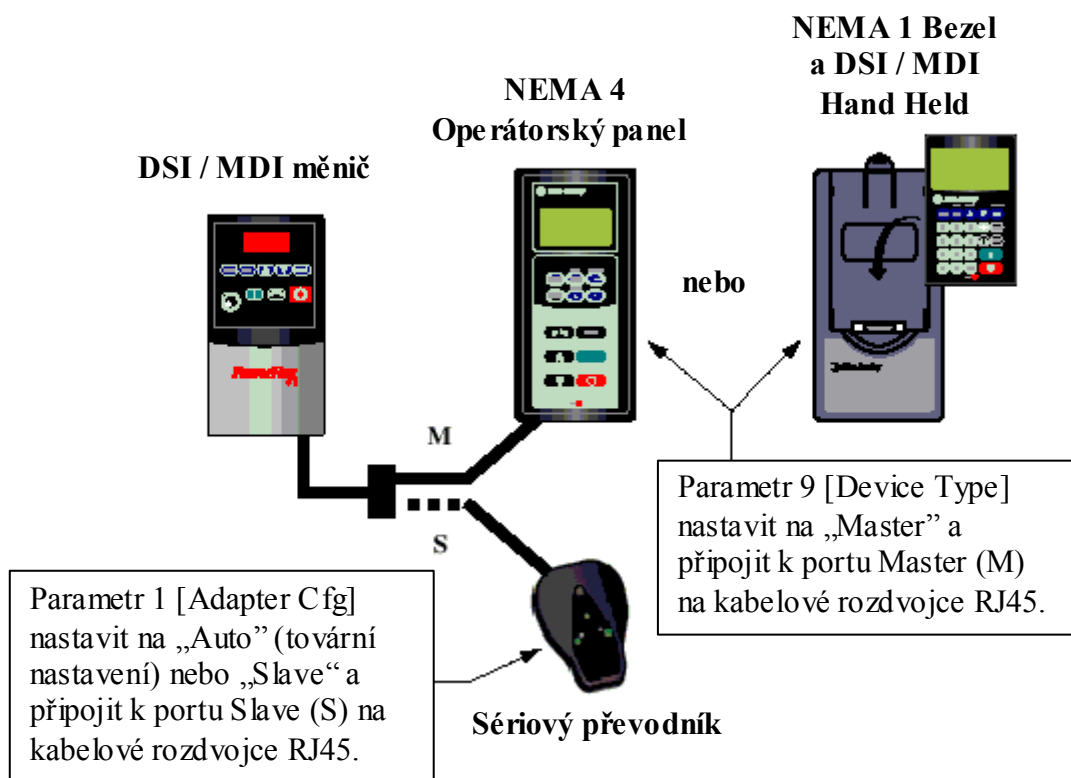 NEMA 1 Bezel
a DSI / MDI
Hand Held
NEMA 4
Operátorský panel
DSI / MDI měnič
nebo
M
S
Parametr 9 [Device Type]
nastavit na „Master” a
připojit k portu Master (M)
na kabelové rozdvojce RJ45.
Parametr 1 [Adapter Cfg]
nastavit na „Auto” (tovární
nastavení) nebo „Slave“ a
připojit k portu Slave (S) na
kabelové rozdvojce RJ45.
Sériový převodník